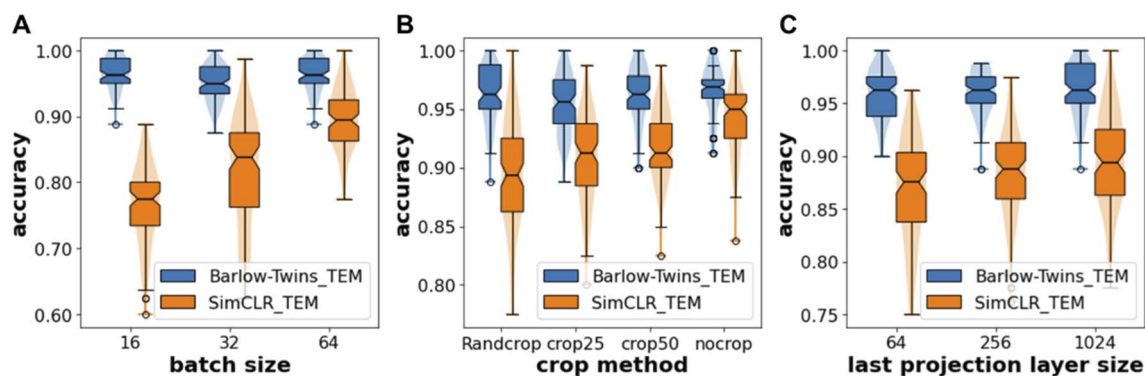 A
B
C
accuracy
1.00
0.90
0.80
0.70
0.60
Barlow-Twins_TEM
SimCLR_TEM
16
32
64
batch size
accuracy
1.00
0.95
0.90
0.85
0.80
Barlow-Twins_TEM
SimCLR_TEM
Randcrop crop25 crop50 nocrop
crop method
accuracy
1.00
0.95
0.90
0.85
0.80
0.75
Barlow-Twins_TEM
SimCLR_TEM
64
256
1024
last projection layer size